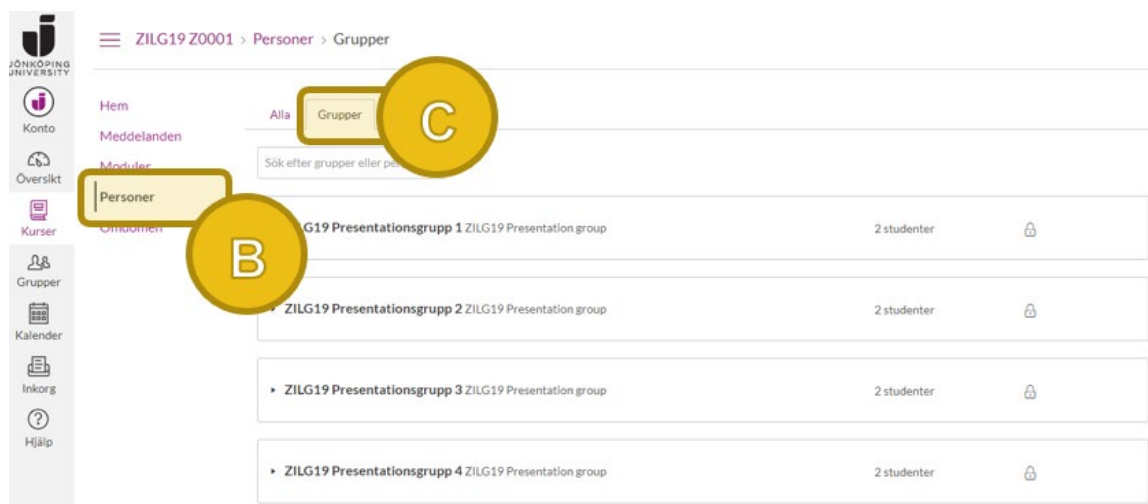 JÖNKÖPING
UNIVERSITY
Konto
Översikt
Kurser
Grupper
Kalender
Inkorg
Hjälp
ZILG19 Z0001 > Personer > Grupper
Hem
Meddelanden
Moduler
Personer
Omdömen
B
Alla
Grupper
C
Sök efter grupper eller
G19 Presentationsgrupp 1 ZILG19 Presentation group
2 studenter
ZILG19 Presentationsgrupp 2 ZILG19 Presentation group
2 studenter
ZILG19 Presentationsgrupp 3 ZILG19 Presentation group
2 studenter
ZILG19 Presentationsgrupp 4 ZILG19 Presentation group
2 studenter